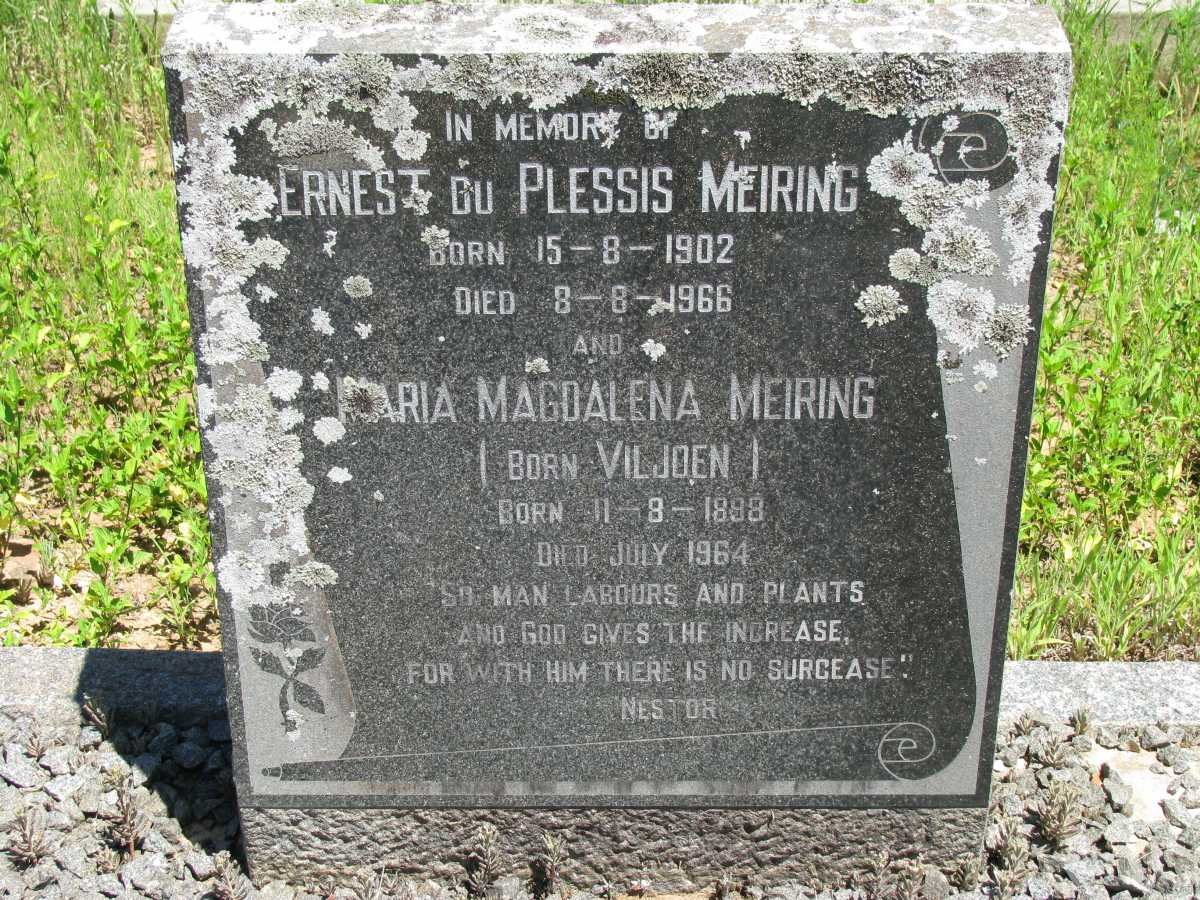 IN MEMORY OF
ERNEST DU PLESSIS MEIRING
BORN 15-8-1902
DIED 8-8-1966
AND
MARIA MAGDALENA MEIRING
(BORN VILJOEN)
BORN 11-8-1898
DIED JULY 1964
"SO MAN LABOURS AND PLANTS
AND GOD GIVES THE INCREASE,
FOR WITH HIM THERE IS NO SURCEASE".
NESTOR